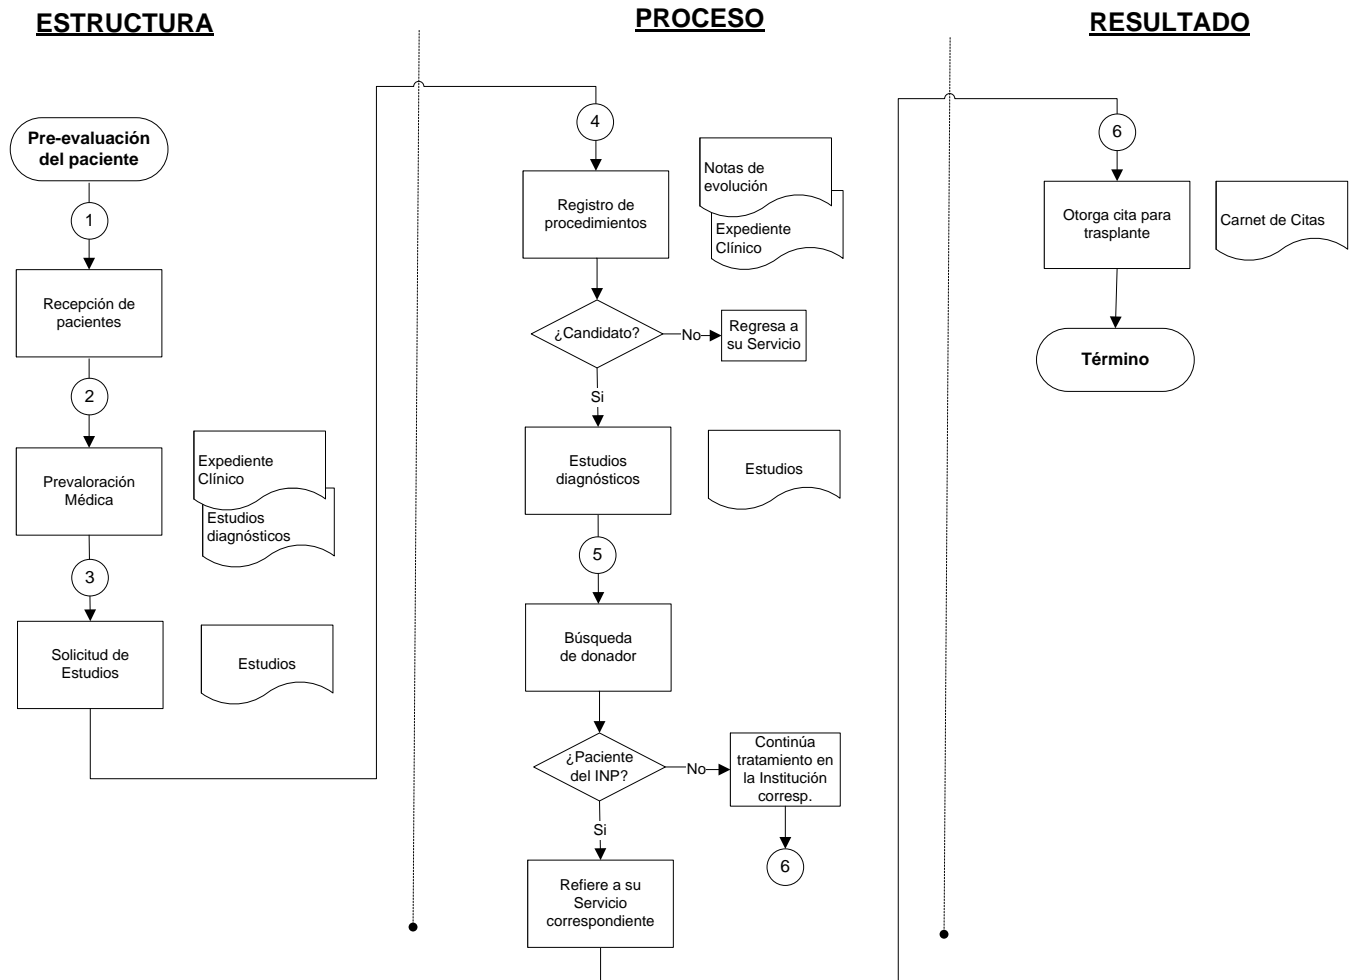 ESTRUCTURA
Pre-evaluación
del paciente
1
Recepción de
pacientes
2
Prevaloración
Médica
Expediente
Clínico
Estudios
diagnósticos
3
Solicitud de
Estudios
Estudios
PROCESO
4
Registro de
procedimientos
Notas de
evolución
Expediente
Clínico
¿Candidato?
No
Regresa a
su Servicio
Si
Estudios
diagnósticos
Estudios
5
Búsqueda
de donador
¿Paciente
del INP?
No
Continúa
tratamiento en
la Institución
corresp.
6
Si
Refiere a su
Servicio
correspondiente
RESULTADO
6
Otorga cita para
trasplante
Carnet de Citas
Término